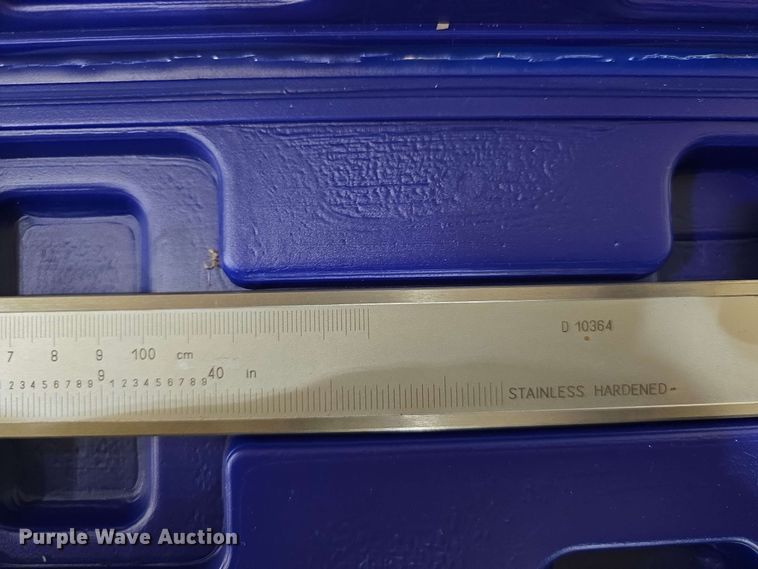 D 10364
7 8 9 100 cm
9 40 in
1 2 3 4 5 6 7 8 9 1 2 3 4 5 6 7 8 9
STAINLESS HARDENED
Purple Wave Auction